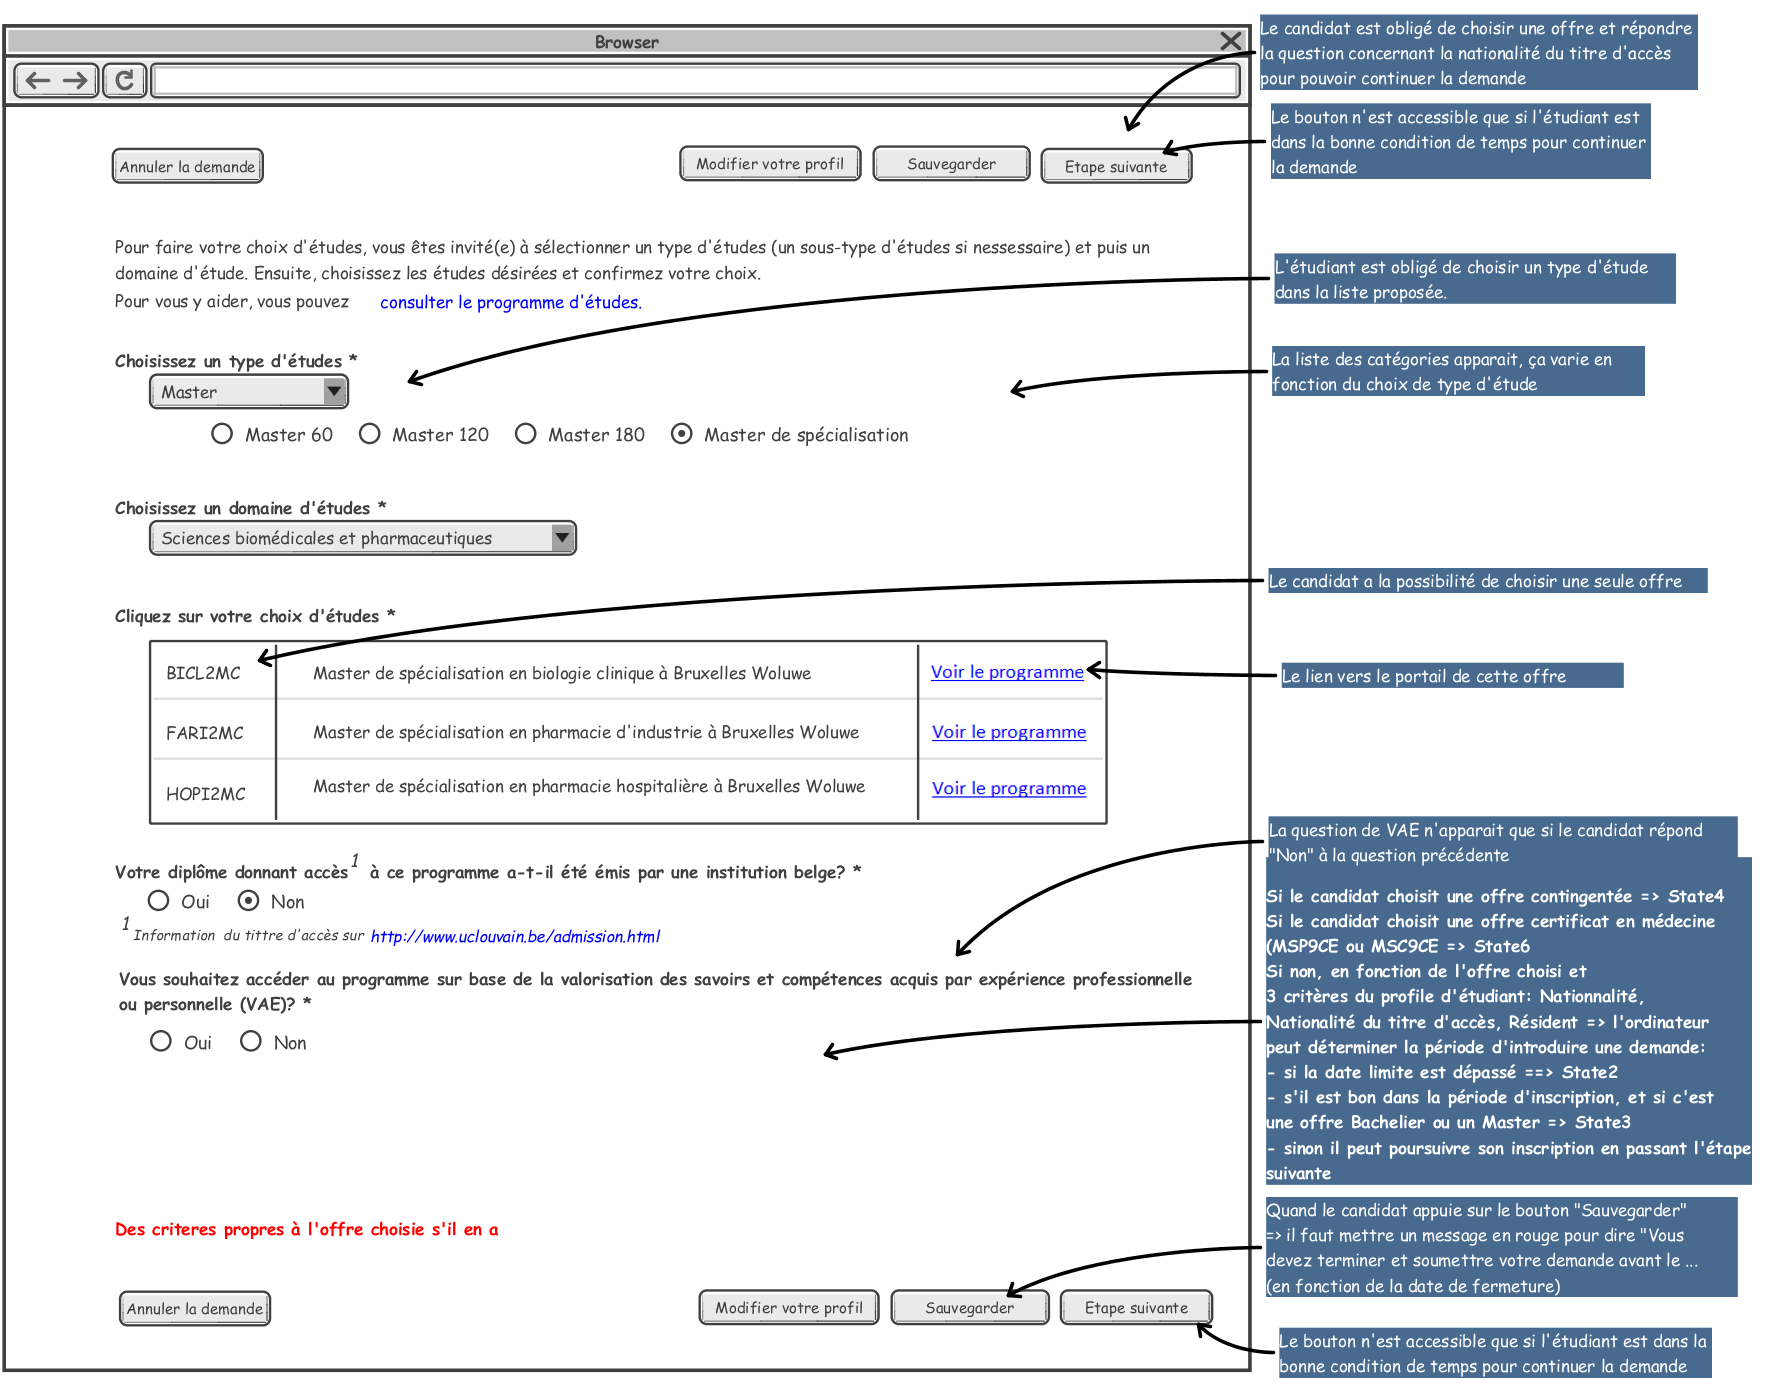 Browser
Le candidat est obligé de choisir une offre et répondre
la question concernant la nationalité du titre d'accès
pour pouvoir continuer la demande
Le bouton n'est accessible que si l'étudiant est
dans la bonne condition de temps pour continuer
la demande
Annuler la demande
Modifier votre profil
Sauvegarder
Etape suivante
Pour faire votre choix d'études, vous êtes invité(e) à sélectionner un type d'études (un sous-type d'études si nessessaire) et puis un
domaine d'étude. Ensuite, choisissez les études désirées et confirmez votre choix.
Pour vous y aider, vous pouvez consulter le programme d'études.
L'étudiant est obligé de choisir un type d'étude
dans la liste proposée.
Choisissez un type d'études *
Master
La liste des catégories apparait, ça varie en
fonction du choix de type d'étude
Master 60
Master 120
Master 180
Master de spécialisation
Choisissez un domaine d'études *
Sciences biomédicales et pharmaceutiques
Le candidat a la possibilité de choisir une seule offre
Cliquez sur votre choix d'études *
BICL2MC Master de spécialisation en biologie clinique à Bruxelles Woluwe Voir le programme
Le lien vers le portail de cette offre
FARI2MC Master de spécialisation en pharmacie d'industrie à Bruxelles Woluwe Voir le programme
HOPI2MC Master de spécialisation en pharmacie hospitalière à Bruxelles Woluwe Voir le programme
La question de VAE n'apparait que si le candidat répond
"Non" à la question précédente
Votre diplôme donnant accès 1 à ce programme a-t-il été émis par une institution belge? *
Oui
Non
1 Information du tittre d'accès sur http://www.uclouvain.be/admission.html
Vous souhaitez accéder au programme sur base de la valorisation des savoirs et compétences acquis par expérience professionnelle
ou personnelle (VAE)? *
Oui
Non
Si le candidat choisit une offre contingentée => State4
Si le candidat choisit une offre certificat en médecine
(MSP9CE ou MSC9CE => State6
Si non, en fonction de l'offre choisi et
3 critères du profile d'étudiant: Nationnalité,
Nationalité du titre d'accès, Résident => l'ordinateur
peut déterminer la période d'introduire une demande:
- si la date limite est dépassé ==> State2
- s'il est bon dans la période d'inscription, et si c'est
une offre Bachelier ou un Master => State3
- sinon il peut poursuivre son inscription en passant l'étape
suivante
Des criteres propres à l'offre choisie s'il en a
Quand le candidat appuie sur le bouton "Sauvegarder"
=> il faut mettre un message en rouge pour dire "Vous
devez terminer et soumettre votre demande avant le ...
(en fonction de la date de fermeture)
Annuler la demande
Modifier votre profil
Sauvegarder
Etape suivante
Le bouton n'est accessible que si l'étudiant est dans la
bonne condition de temps pour continuer la demande